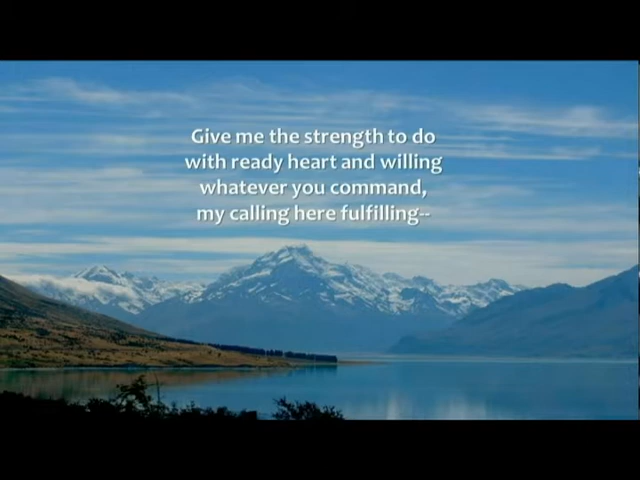 Give me the strength to do
with ready heart and willing
whatever you command,
my calling here fulfilling--